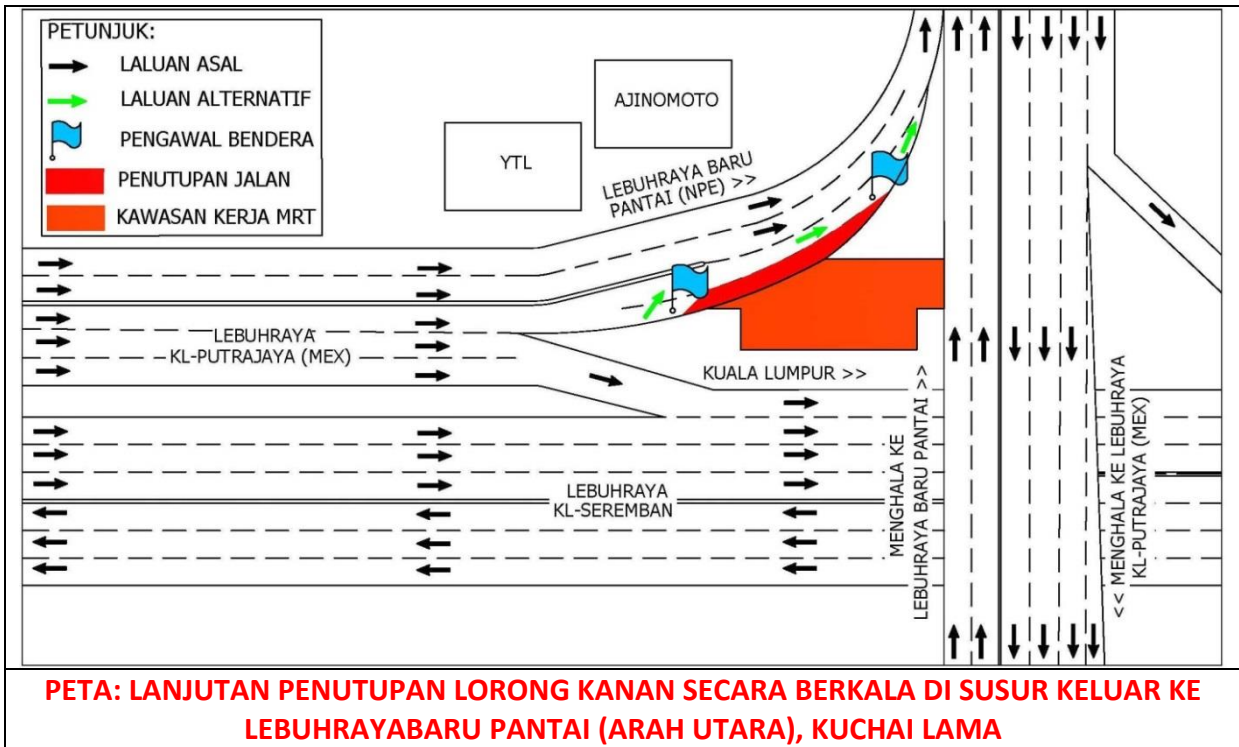 PETUNJUK:
LALUAN ASAL
LALUAN ALTERNATIF
PENGAWAL BENDERA
PENUTUPAN JALAN
KAWASAN KERJA MRT
YTL
AJINOMOTO
LEBUHRAYA BARU
PANTAI (NPE) >>
LEBUHRAYA
KL-PUTRAJAYA (MEX)
KUALA LUMPUR >>
LEBUHRAYA
KL-SEREMBAN
MENGHALA KE
LEBUHRAYA BARU PANTAI >>
<< MENGHALA KE LEBUHRAYA
KL-PUTRAJAYA (MEX)
PETA: LANJUTAN PENUTUPAN LORONG KANAN SECARA BERKALA DI SUSUR KELUAR KE
LEBUHRAYABARU PANTAI (ARAH UTARA), KUCHAI LAMA